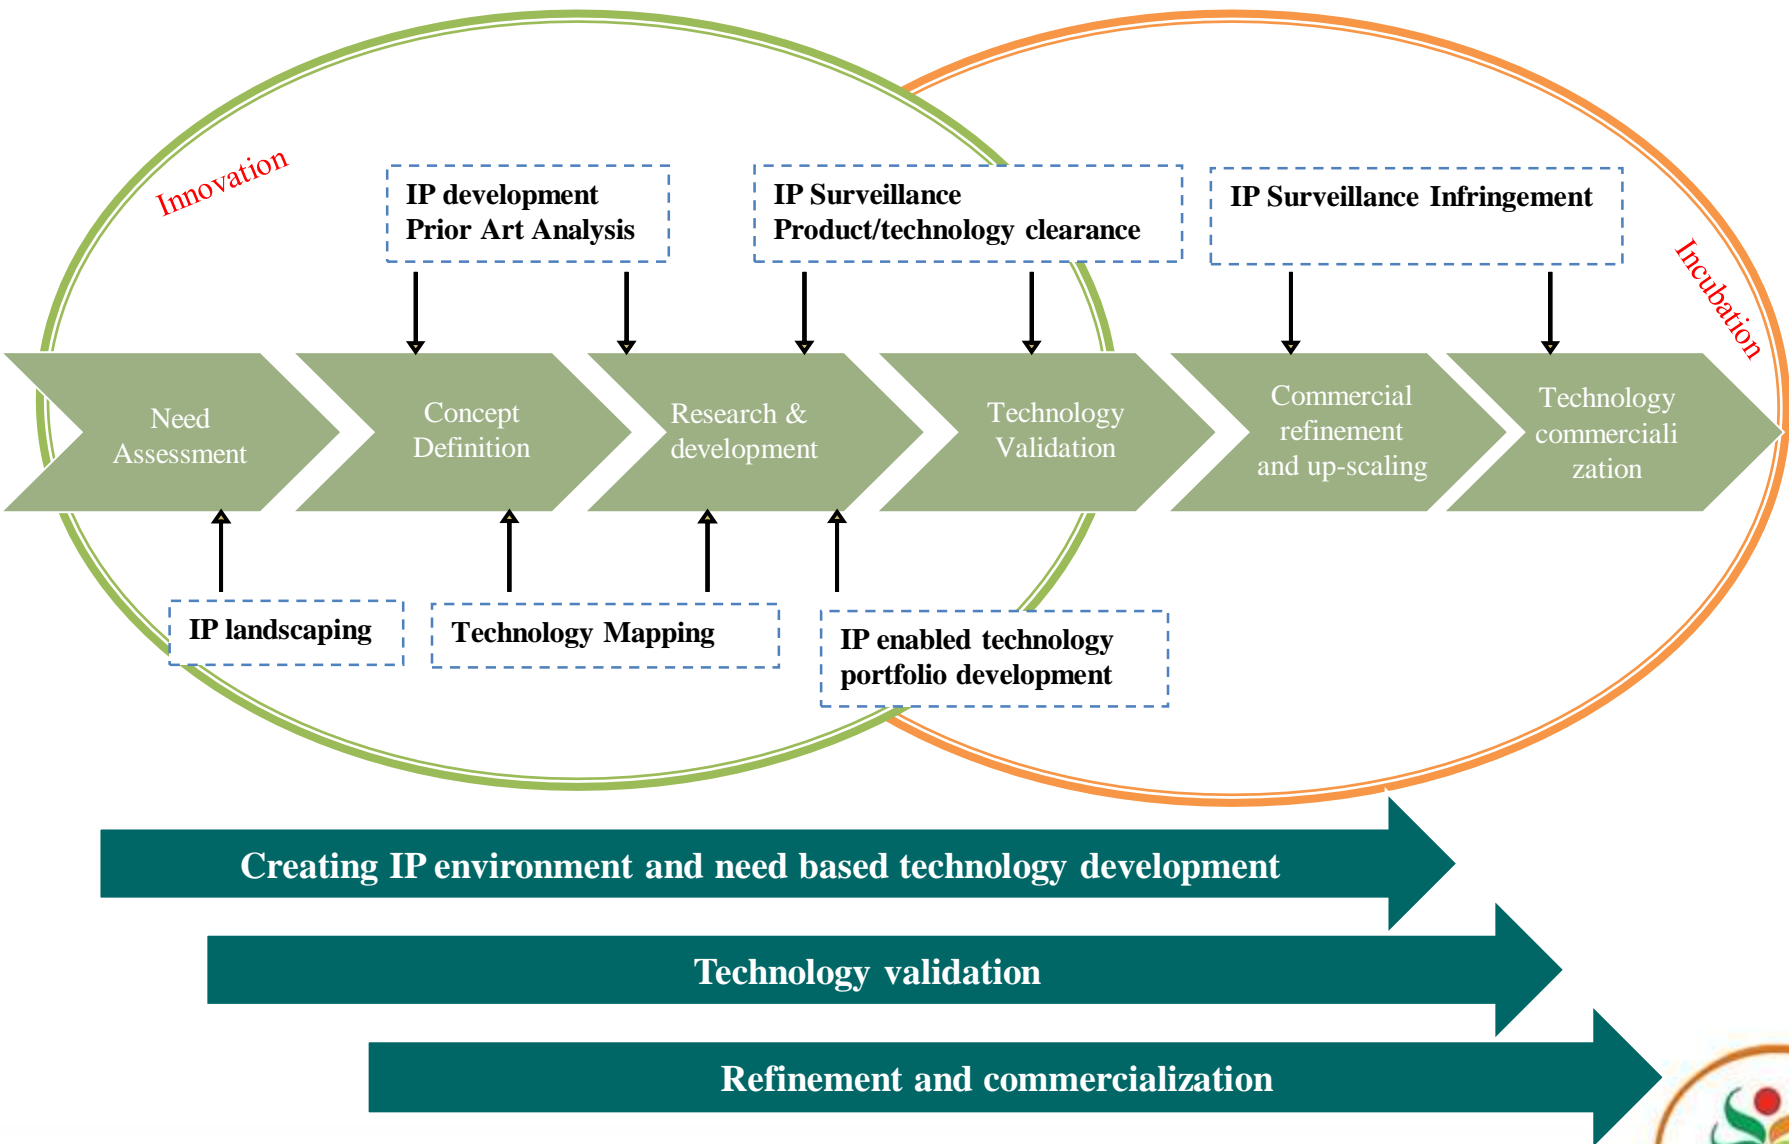 Innovation
IP development
Prior Art Analysis
IP Surveillance
Product/technology clearance
IP Surveillance Infringement
Incubation
Need
Assessment
Concept
Definition
Research &
development
Technology
Validation
Commercial
refinement
and up-scaling
Technology
commerciali
zation
IP landscaping
Technology Mapping
IP enabled technology
portfolio development
Creating IP environment and need based technology development
Technology validation
Refinement and commercialization